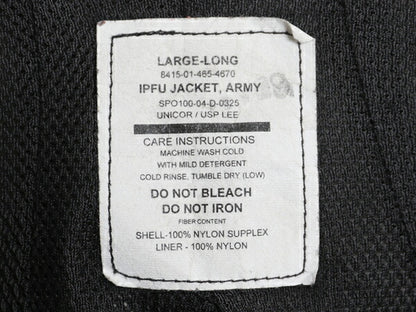 LARGE-LONG
8415-01-465-4670
IPFU JACKET, ARMY
SPO100-04-D-0325
UNICOR / USP LEE
CARE INSTRUCTIONS
MACHINE WASH COLD
WITH MILD DETERGENT
COLD RINSE. TUMBLE DRY (LOW)
DO NOT BLEACH
DO NOT IRON
FIBER CONTENT
SHELL-100% NYLON SUPPLEX
LINER - 100% NYLON